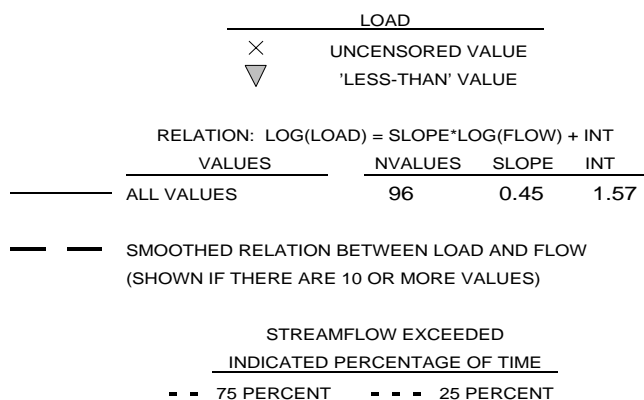 LOAD
UNCENSORED VALUE
'LESS-THAN' VALUE
RELATION: LOG(LOAD) = SLOPE*LOG(FLOW) + INT
VALUES NVALUES SLOPE INT
ALL VALUES 96 0.45 1.57
SMOOTHED RELATION BETWEEN LOAD AND FLOW
(SHOWN IF THERE ARE 10 OR MORE VALUES)
STREAMFLOW EXCEEDED
INDICATED PERCENTAGE OF TIME
75 PERCENT 25 PERCENT